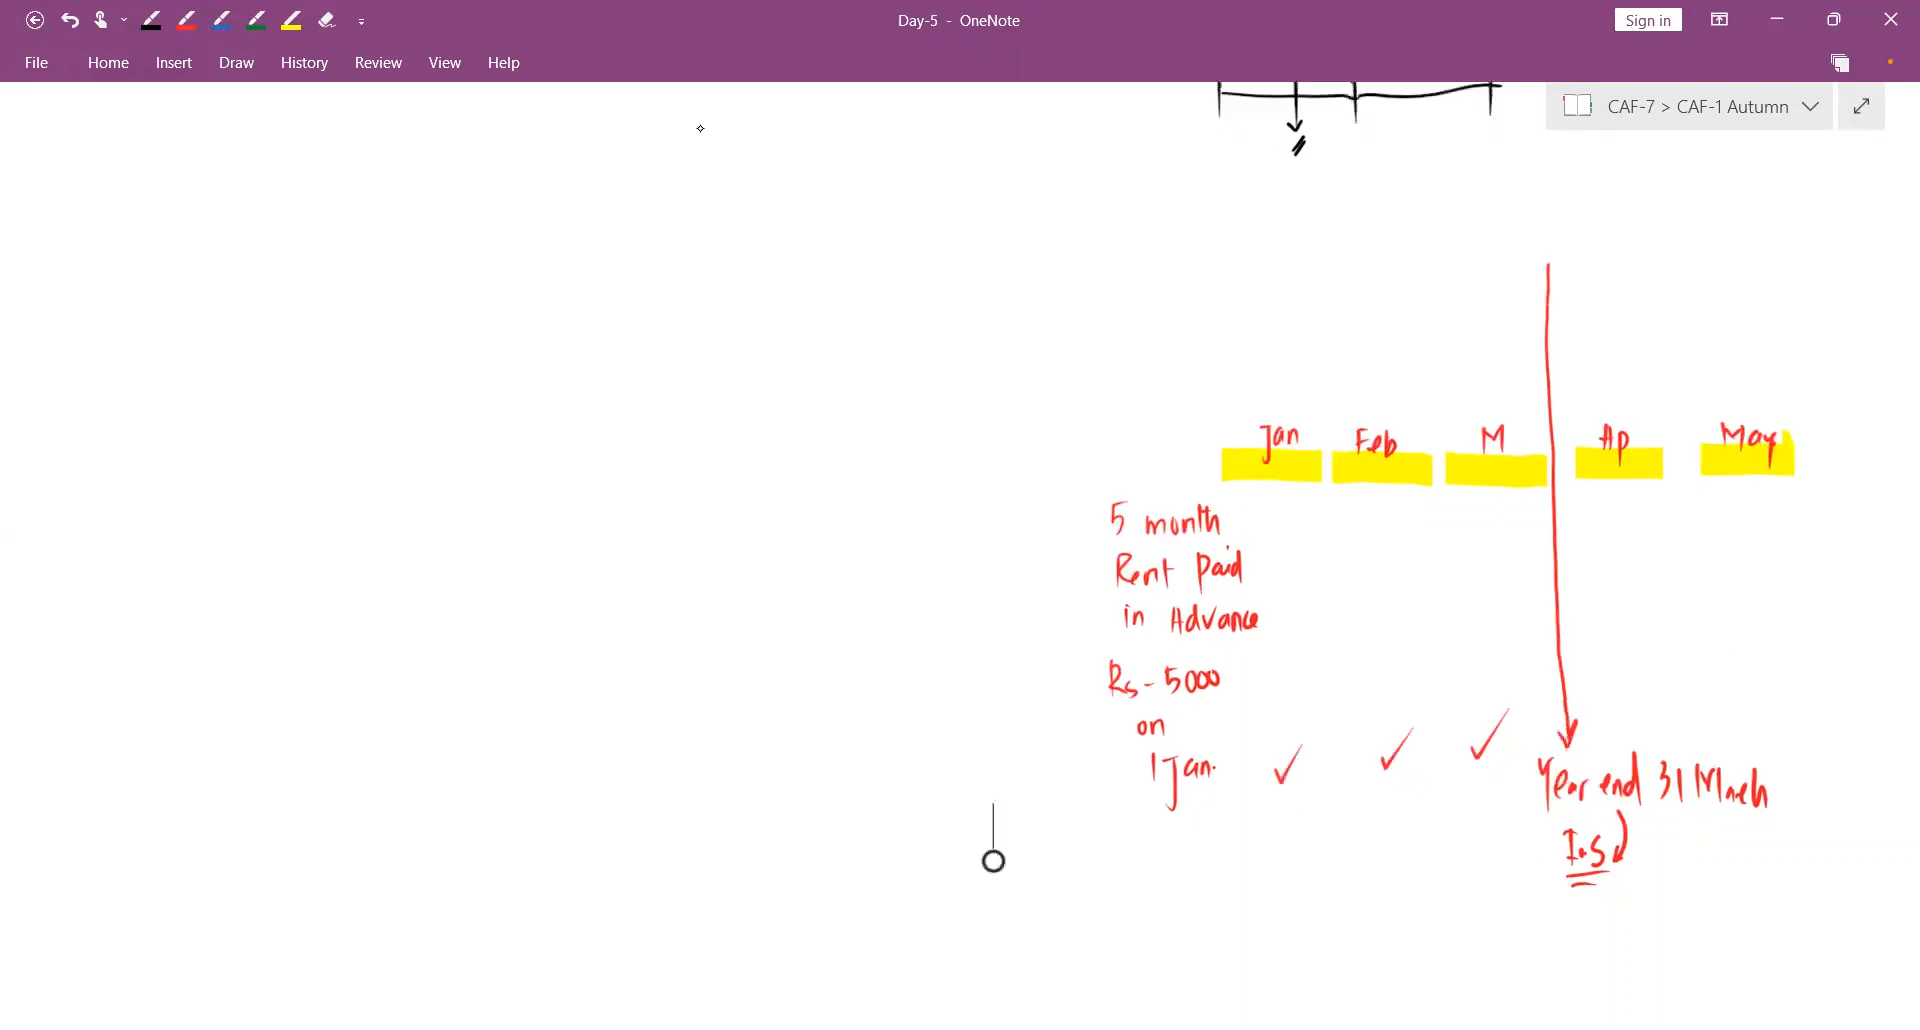 Day-5 - OneNote
Sign in
File Home Insert Draw History Review View Help
CAF-7 > CAF-1 Autumn
Jan Feb M Ap May
5 month
Rent Paid
in Advance
Rs - 5000
on
1 Jan.
Year end 31 March
I.S